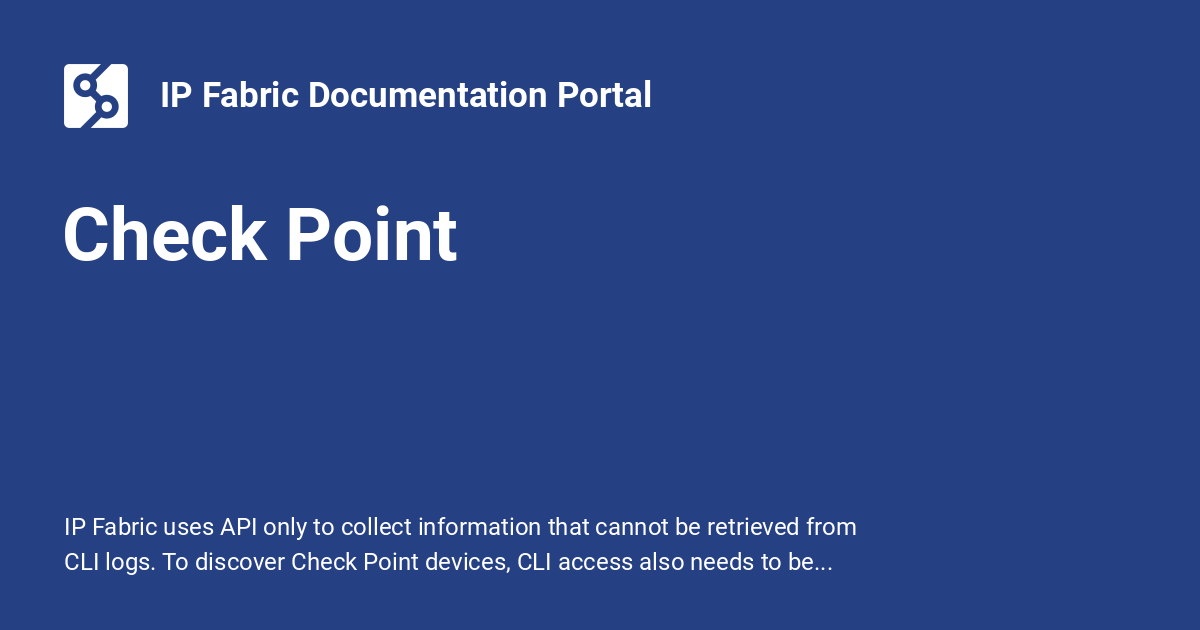 IP Fabric Documentation Portal
Check Point
IP Fabric uses API only to collect information that cannot be retrieved from
CLI logs. To discover Check Point devices, CLI access also needs to be...